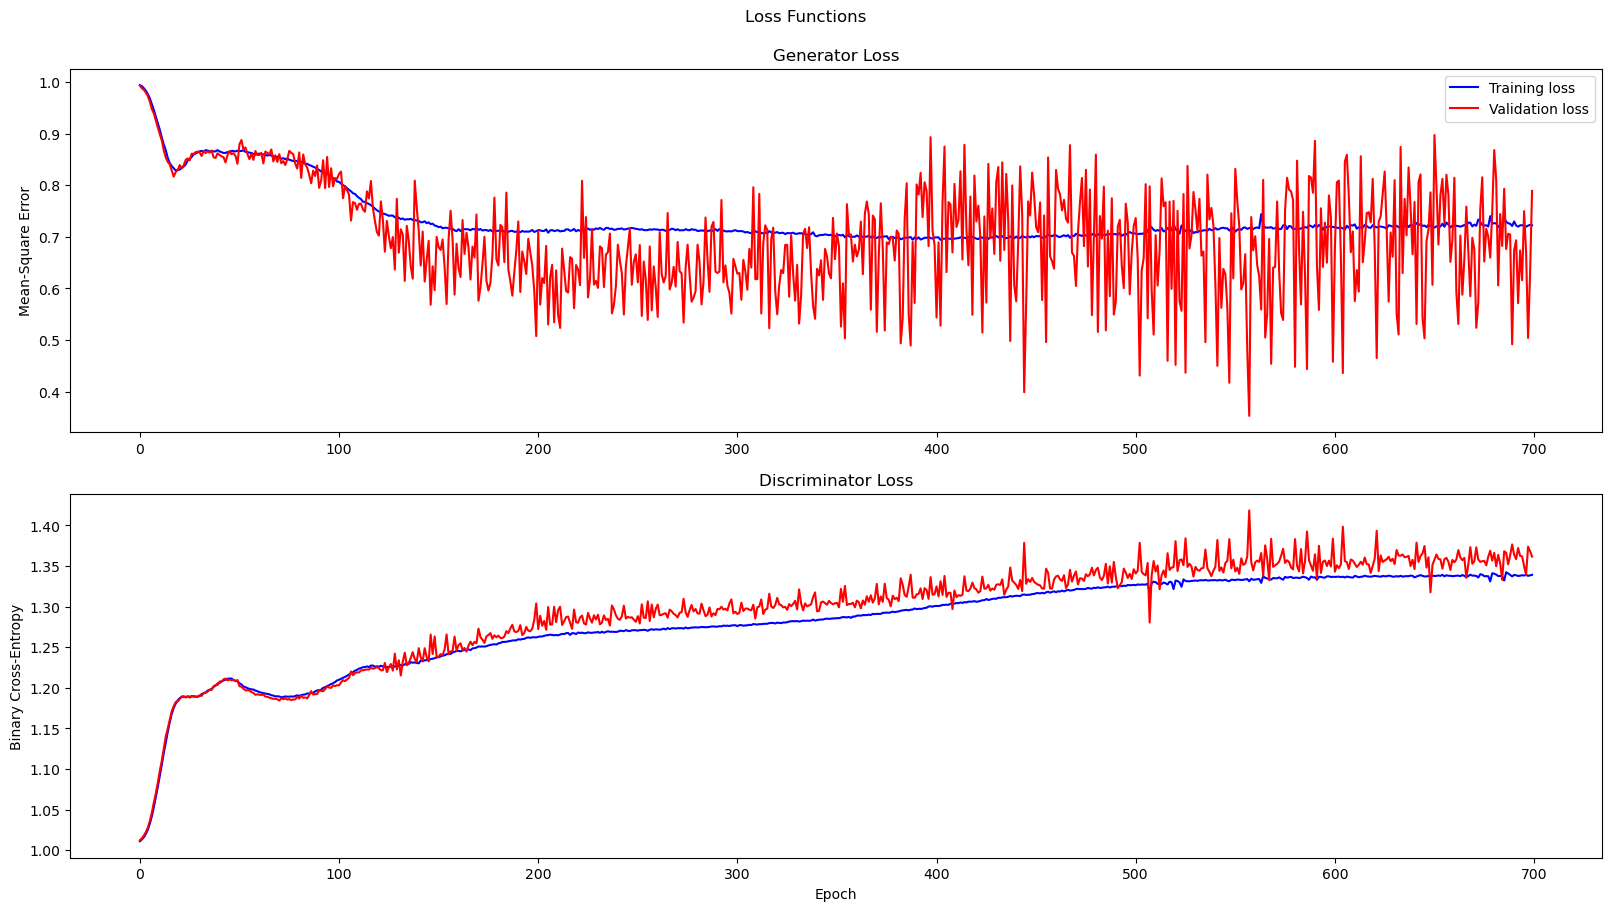 Loss Functions
Generator Loss
Training loss
Validation loss
Mean-Square Error
1.0
0.9
0.8
0.7
0.6
0.5
0.4
0 100 200 300 400 500 600 700
Discriminator Loss
Binary Cross-Entropy
1.40
1.35
1.30
1.25
1.20
1.15
1.10
1.05
1.00
0 100 200 300 400 500 600 700
Epoch